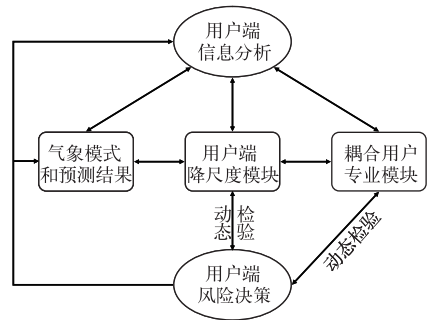 用户端
信息分析
气象模式
和预测结果
用户端
降尺度模块
耦合用户
专业模块
动态
检验
动态检验
用户端
风险决策